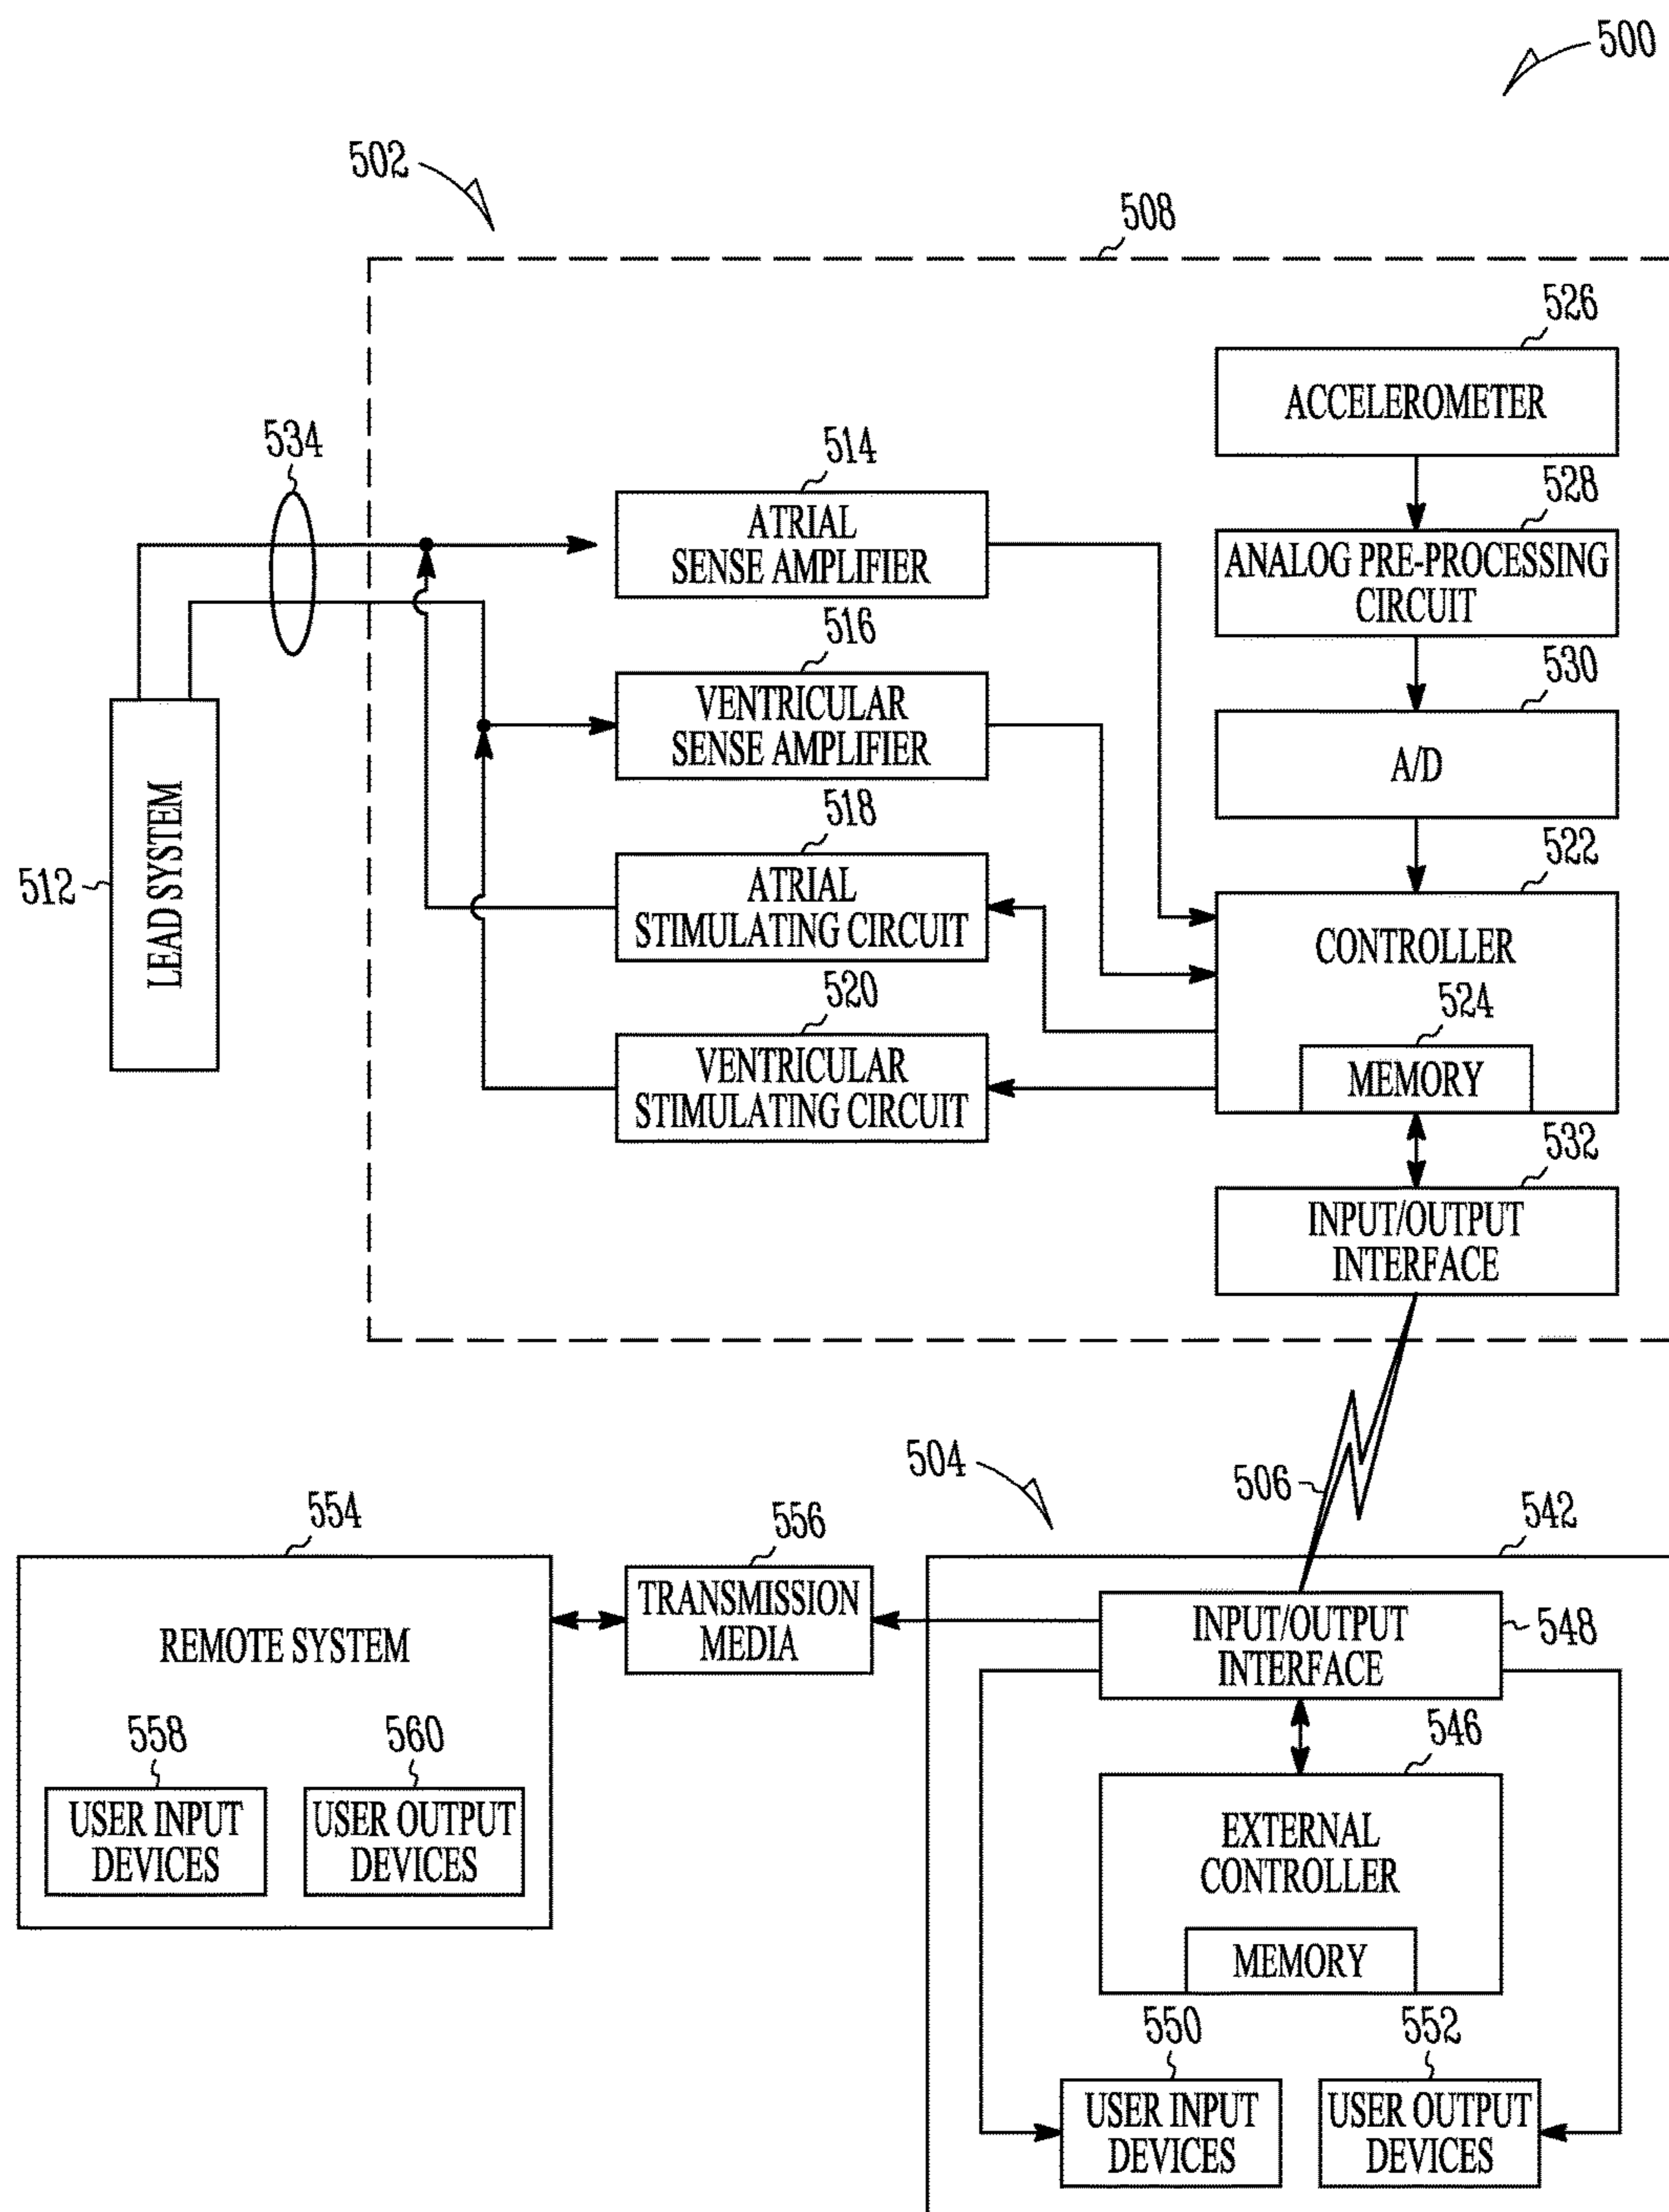 500
502
508
526
ACCELEROMETER
534
514
ATRIAL
SENSE AMPLIFIER
528
ANALOG PRE-PROCESSING
CIRCUIT
516
VENTRICULAR
SENSE AMPLIFIER
530
A/D
512
LEAD SYSTEM
518
ATRIAL
STIMULATING CIRCUIT
522
CONTROLLER
524
MEMORY
520
VENTRICULAR
STIMULATING CIRCUIT
532
INPUT/OUTPUT
INTERFACE
504
506
542
554
REMOTE SYSTEM
556
TRANSMISSION
MEDIA
INPUT/OUTPUT
INTERFACE
548
558
USER INPUT
DEVICES
560
USER OUTPUT
DEVICES
546
EXTERNAL
CONTROLLER
MEMORY
550
USER INPUT
DEVICES
552
USER OUTPUT
DEVICES